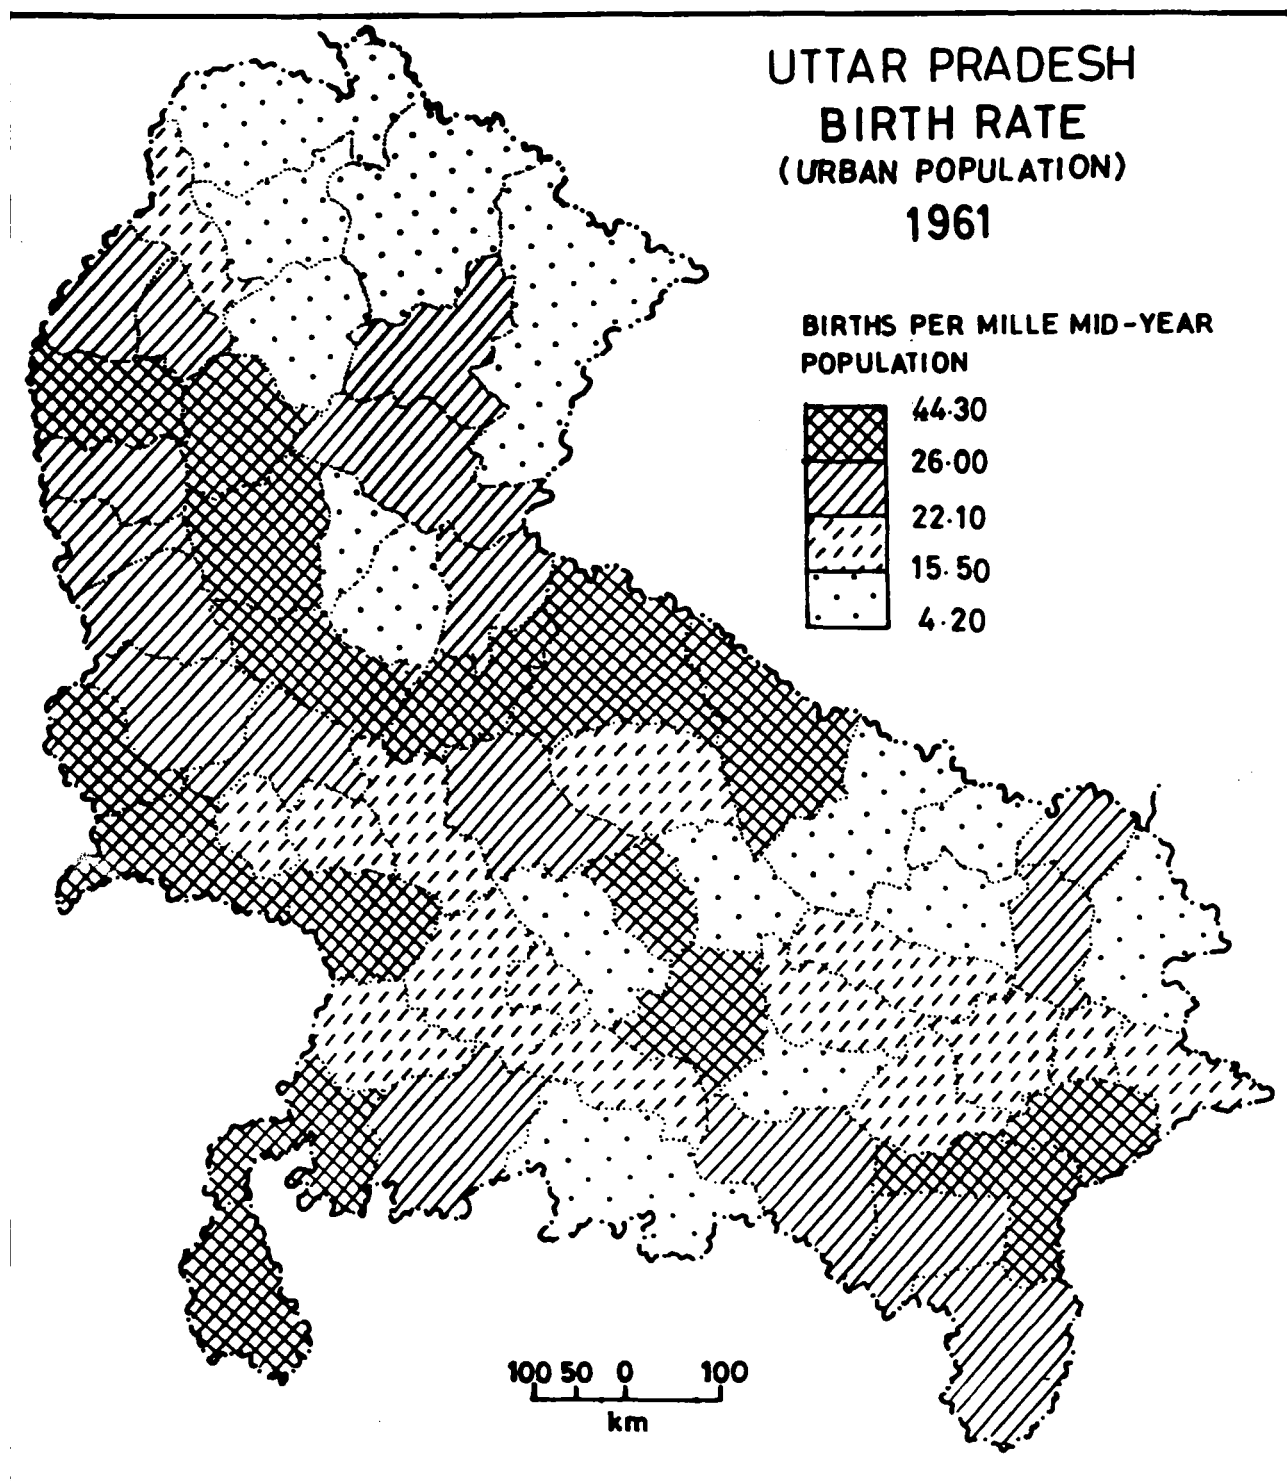 UTTAR PRADESH
BIRTH RATE
(URBAN POPULATION)
1961
BIRTHS PER MILLE MID-YEAR
POPULATION
44·30
26·00
22·10
15·50
4·20
100 50 0 100
km